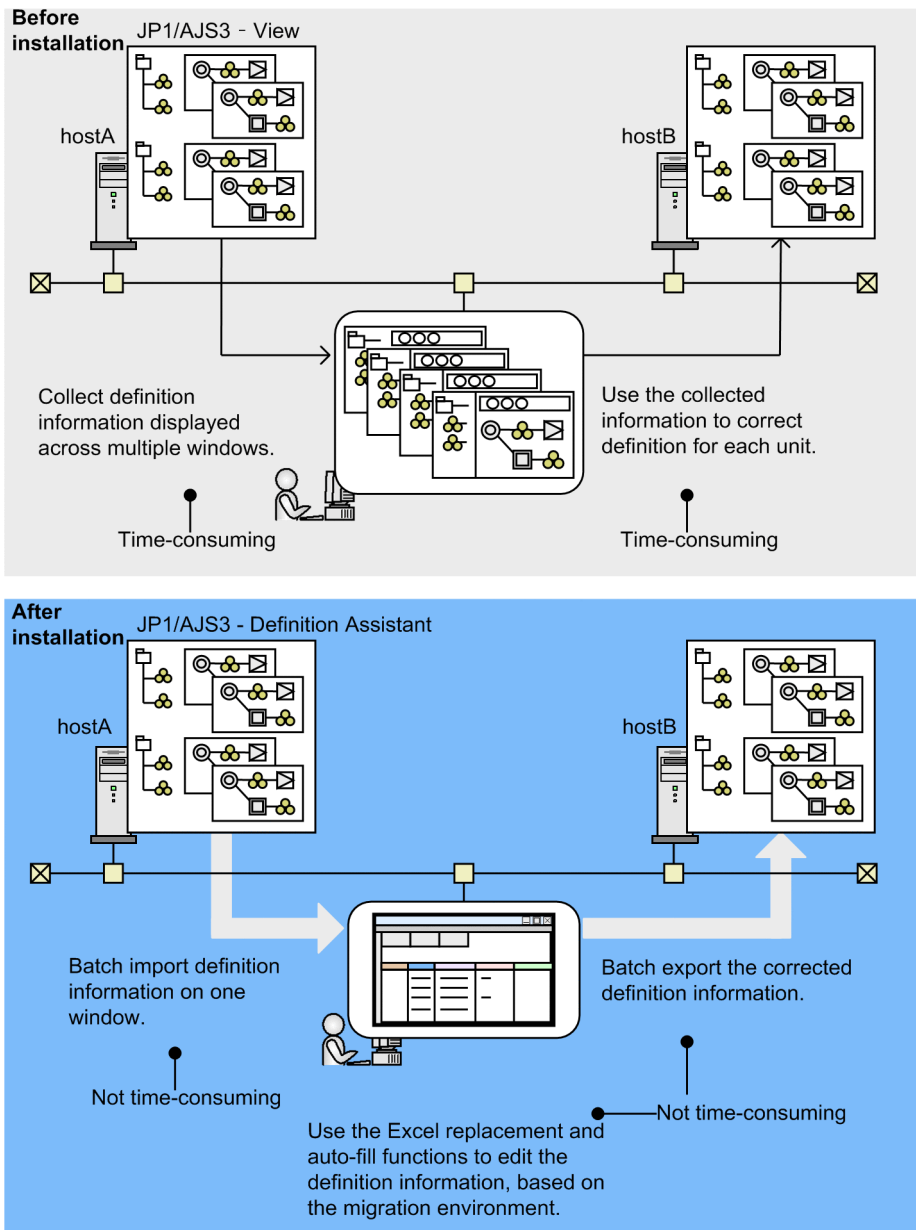 Before
installation
JP1/AJS3 - View
hostA
hostB
Collect definition
information displayed
across multiple windows.
Use the collected
information to correct
definition for each unit.
Time-consuming
Time-consuming
After
installation
JP1/AJS3 - Definition Assistant
hostA
hostB
Batch import definition
information on one
window.
Batch export the corrected
definition information.
Not time-consuming
Not time-consuming
Use the Excel replacement and
auto-fill functions to edit the
definition information, based on
the migration environment.